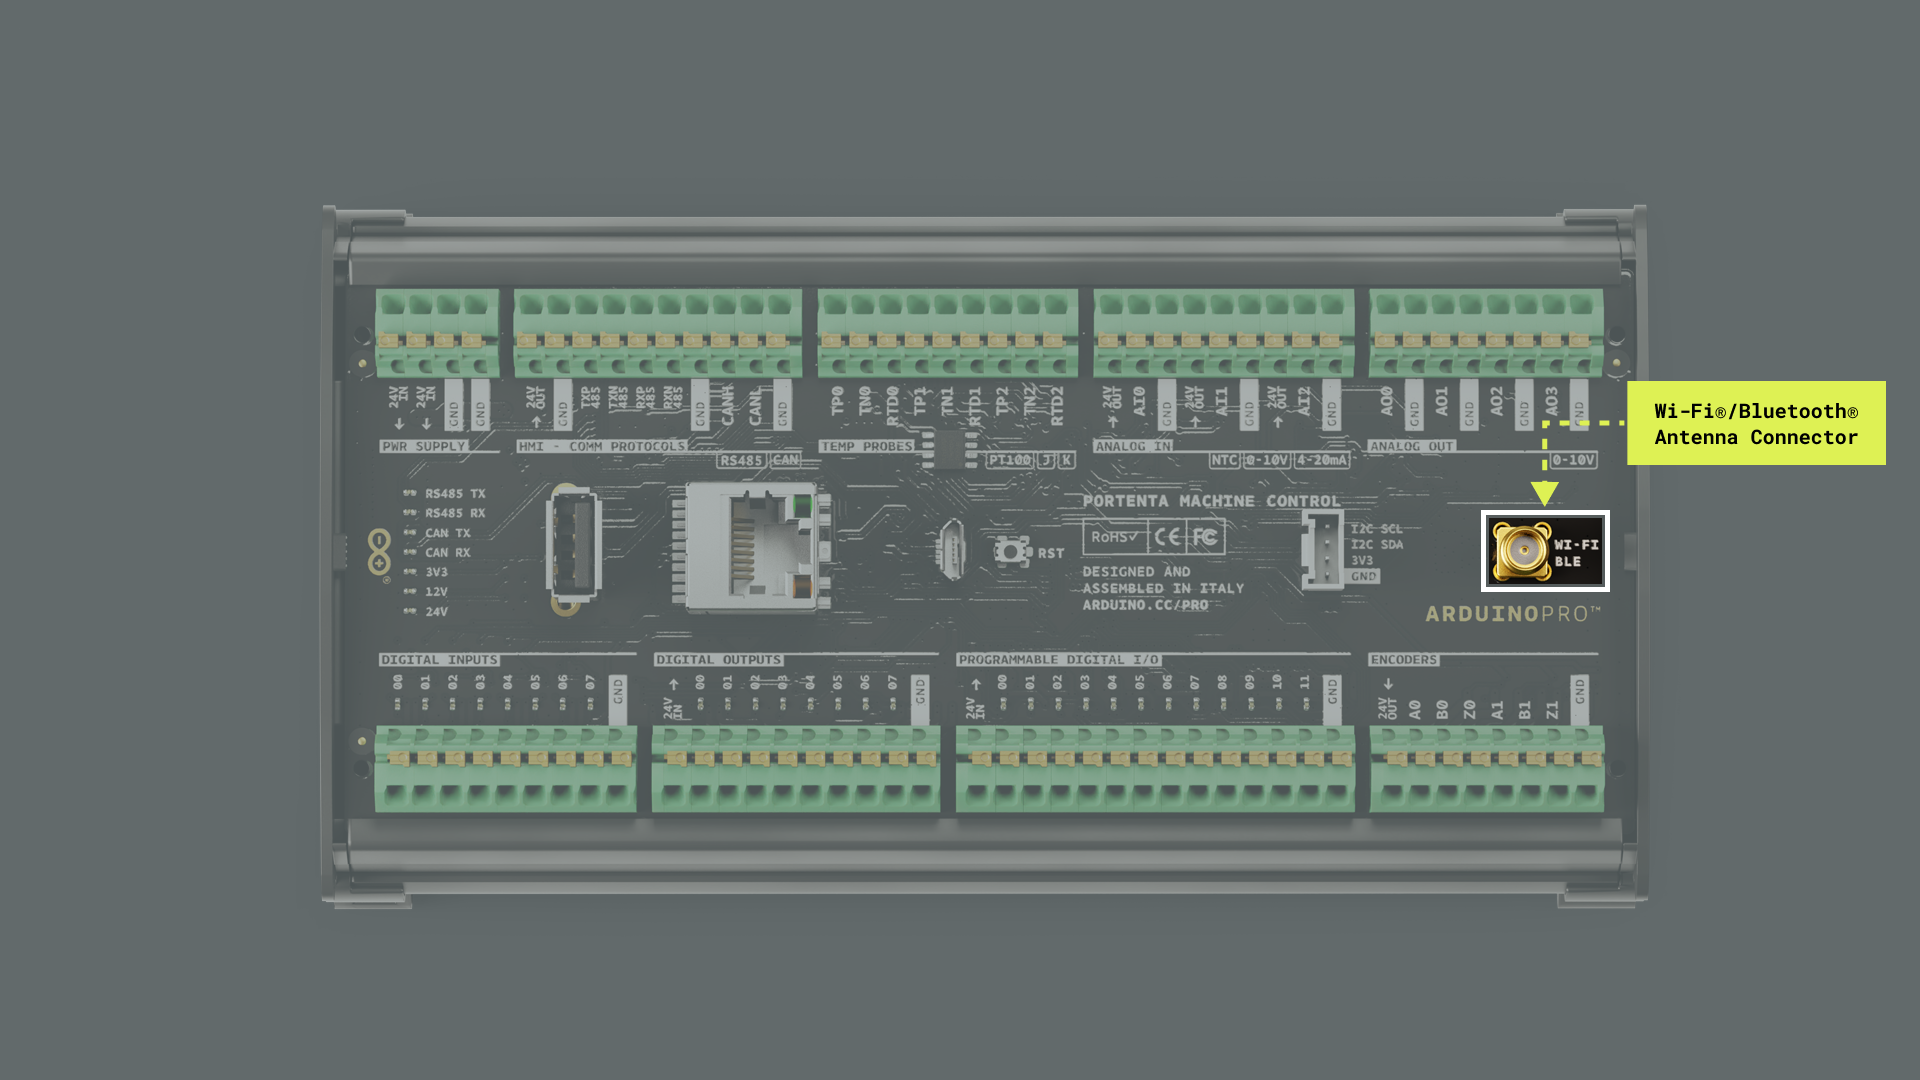 24V IN
24V IN
GND
GND
24V OUT
GND
TXP 485
TXN 485
RXP 485
RXN 485
GND
CANH
CANL
GND
TP0
TN0
RTD0
TP1
TN1
RTD1
TP2
TN2
RTD2
24V OUT
AI0
GND
24V OUT
AI1
GND
24V OUT
AI2
GND
AO0
GND
AO1
GND
AO2
GND
AO3
GND
Wi-Fi®/Bluetooth®
Antenna Connector
PWR SUPPLY
HMI - COMM PROTOCOLS
TEMP PROBES
ANALOG IN
ANALOG OUT
RS485 CAN
PT100 J K
NTC 0-10V 4-20mA
0-10V
RS485 TX
RS485 RX
CAN TX
CAN RX
3V3
12V
24V
RST
PORTENTA MACHINE CONTROL
RoHS✓ CE FC
DESIGNED AND
ASSEMBLED IN ITALY
ARDUINO.CC/PRO
I2C SCL
I2C SDA
3V3
GND
WI-FI
BLE
ARDUINOPRO™
DIGITAL INPUTS
DIGITAL OUTPUTS
PROGRAMMABLE DIGITAL I/O
ENCODERS
00
01
02
03
04
05
06
07
GND
24V IN
00
01
02
03
04
05
06
07
GND
24V IN
00
01
02
03
04
05
06
07
08
09
10
11
GND
24V OUT
A0
B0
Z0
A1
B1
Z1
GND